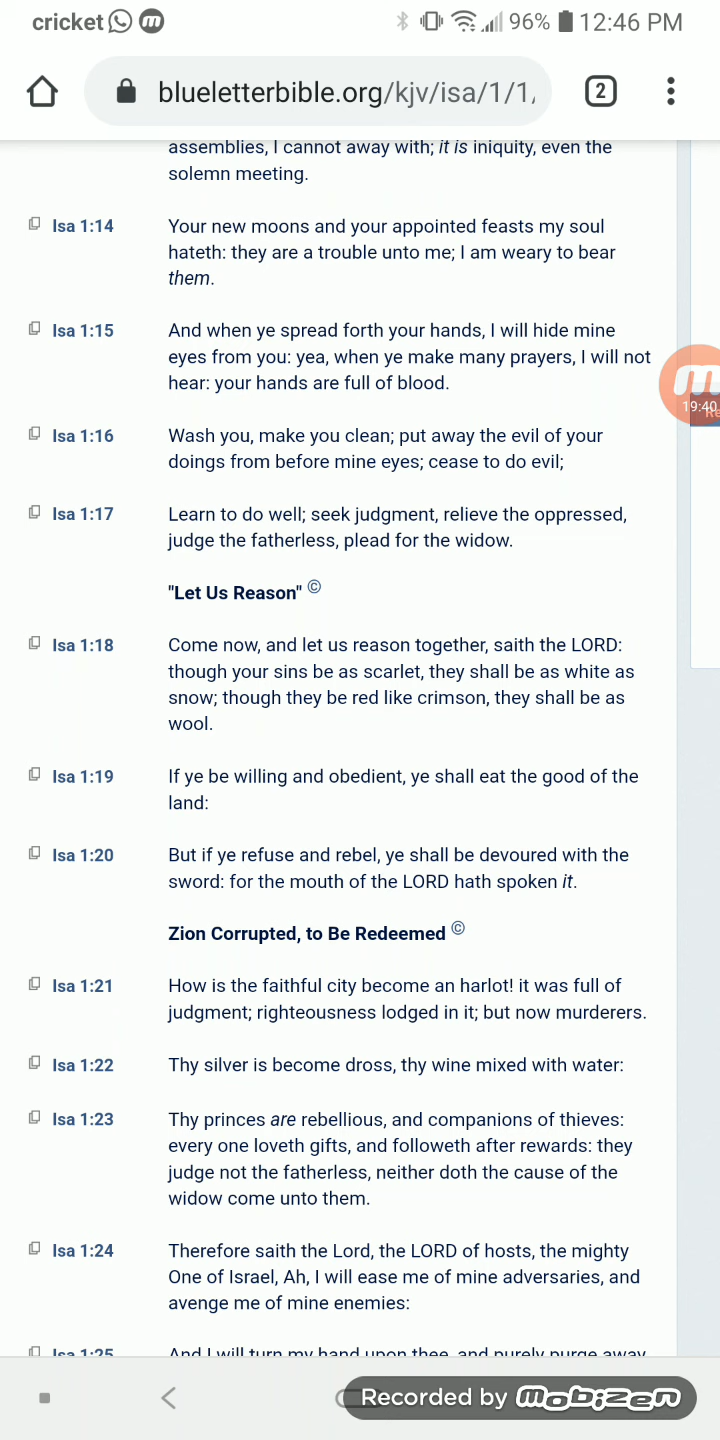 cricket 96% 12:46 PM
blueletterbible.org/kjv/isa/1/1, 2
assemblies, I cannot away with; it is iniquity, even the
solemn meeting.
Isa 1:14 Your new moons and your appointed feasts my soul
hateth: they are a trouble unto me; I am weary to bear
them.
Isa 1:15 And when ye spread forth your hands, I will hide mine
eyes from you: yea, when ye make many prayers, I will not
hear: your hands are full of blood.
19:40
Isa 1:16 Wash you, make you clean; put away the evil of your
doings from before mine eyes; cease to do evil;
Isa 1:17 Learn to do well; seek judgment, relieve the oppressed,
judge the fatherless, plead for the widow.
"Let Us Reason" ©
Isa 1:18 Come now, and let us reason together, saith the LORD:
though your sins be as scarlet, they shall be as white as
snow; though they be red like crimson, they shall be as
wool.
Isa 1:19 If ye be willing and obedient, ye shall eat the good of the
land:
Isa 1:20 But if ye refuse and rebel, ye shall be devoured with the
sword: for the mouth of the LORD hath spoken it.
Zion Corrupted, to Be Redeemed ©
Isa 1:21 How is the faithful city become an harlot! it was full of
judgment; righteousness lodged in it; but now murderers.
Isa 1:22 Thy silver is become dross, thy wine mixed with water:
Isa 1:23 Thy princes are rebellious, and companions of thieves:
every one loveth gifts, and followeth after rewards: they
judge not the fatherless, neither doth the cause of the
widow come unto them.
Isa 1:24 Therefore saith the Lord, the LORD of hosts, the mighty
One of Israel, Ah, I will ease me of mine adversaries, and
avenge me of mine enemies:
Isa 1:25 And I will turn my hand upon thee, and purely purge away
Recorded by Mobizen